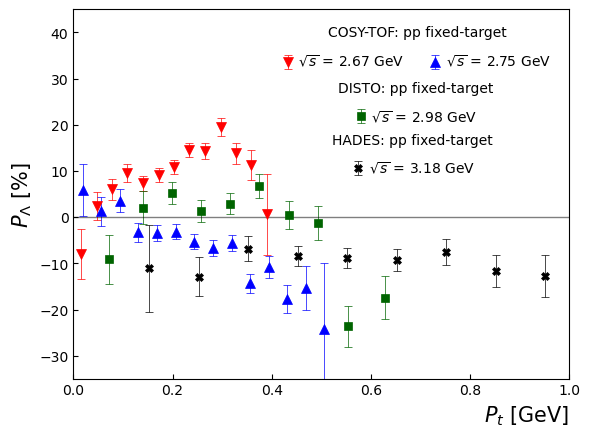 COSY-TOF: pp fixed-target
√s = 2.67 GeV √s = 2.75 GeV
DISTO: pp fixed-target
√s = 2.98 GeV
HADES: pp fixed-target
√s = 3.18 GeV
P_Λ [%]
40
30
20
10
0
−10
−20
−30
0.0 0.2 0.4 0.6 0.8 1.0
P_t [GeV]